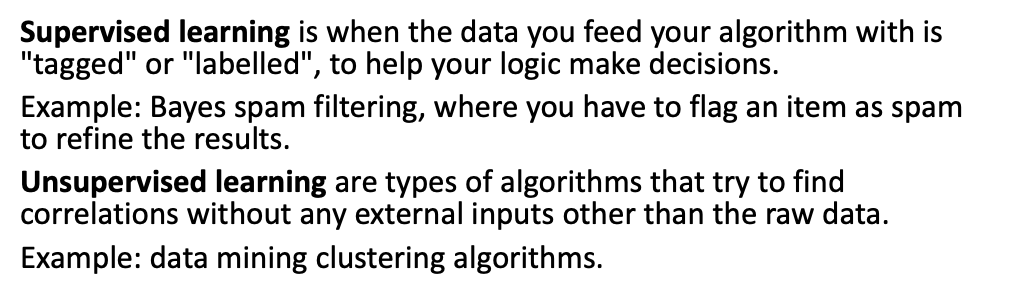 Supervised learning is when the data you feed your algorithm with is
"tagged" or "labelled", to help your logic make decisions.
Example: Bayes spam filtering, where you have to flag an item as spam
to refine the results.
Unsupervised learning are types of algorithms that try to find
correlations without any external inputs other than the raw data.
Example: data mining clustering algorithms.